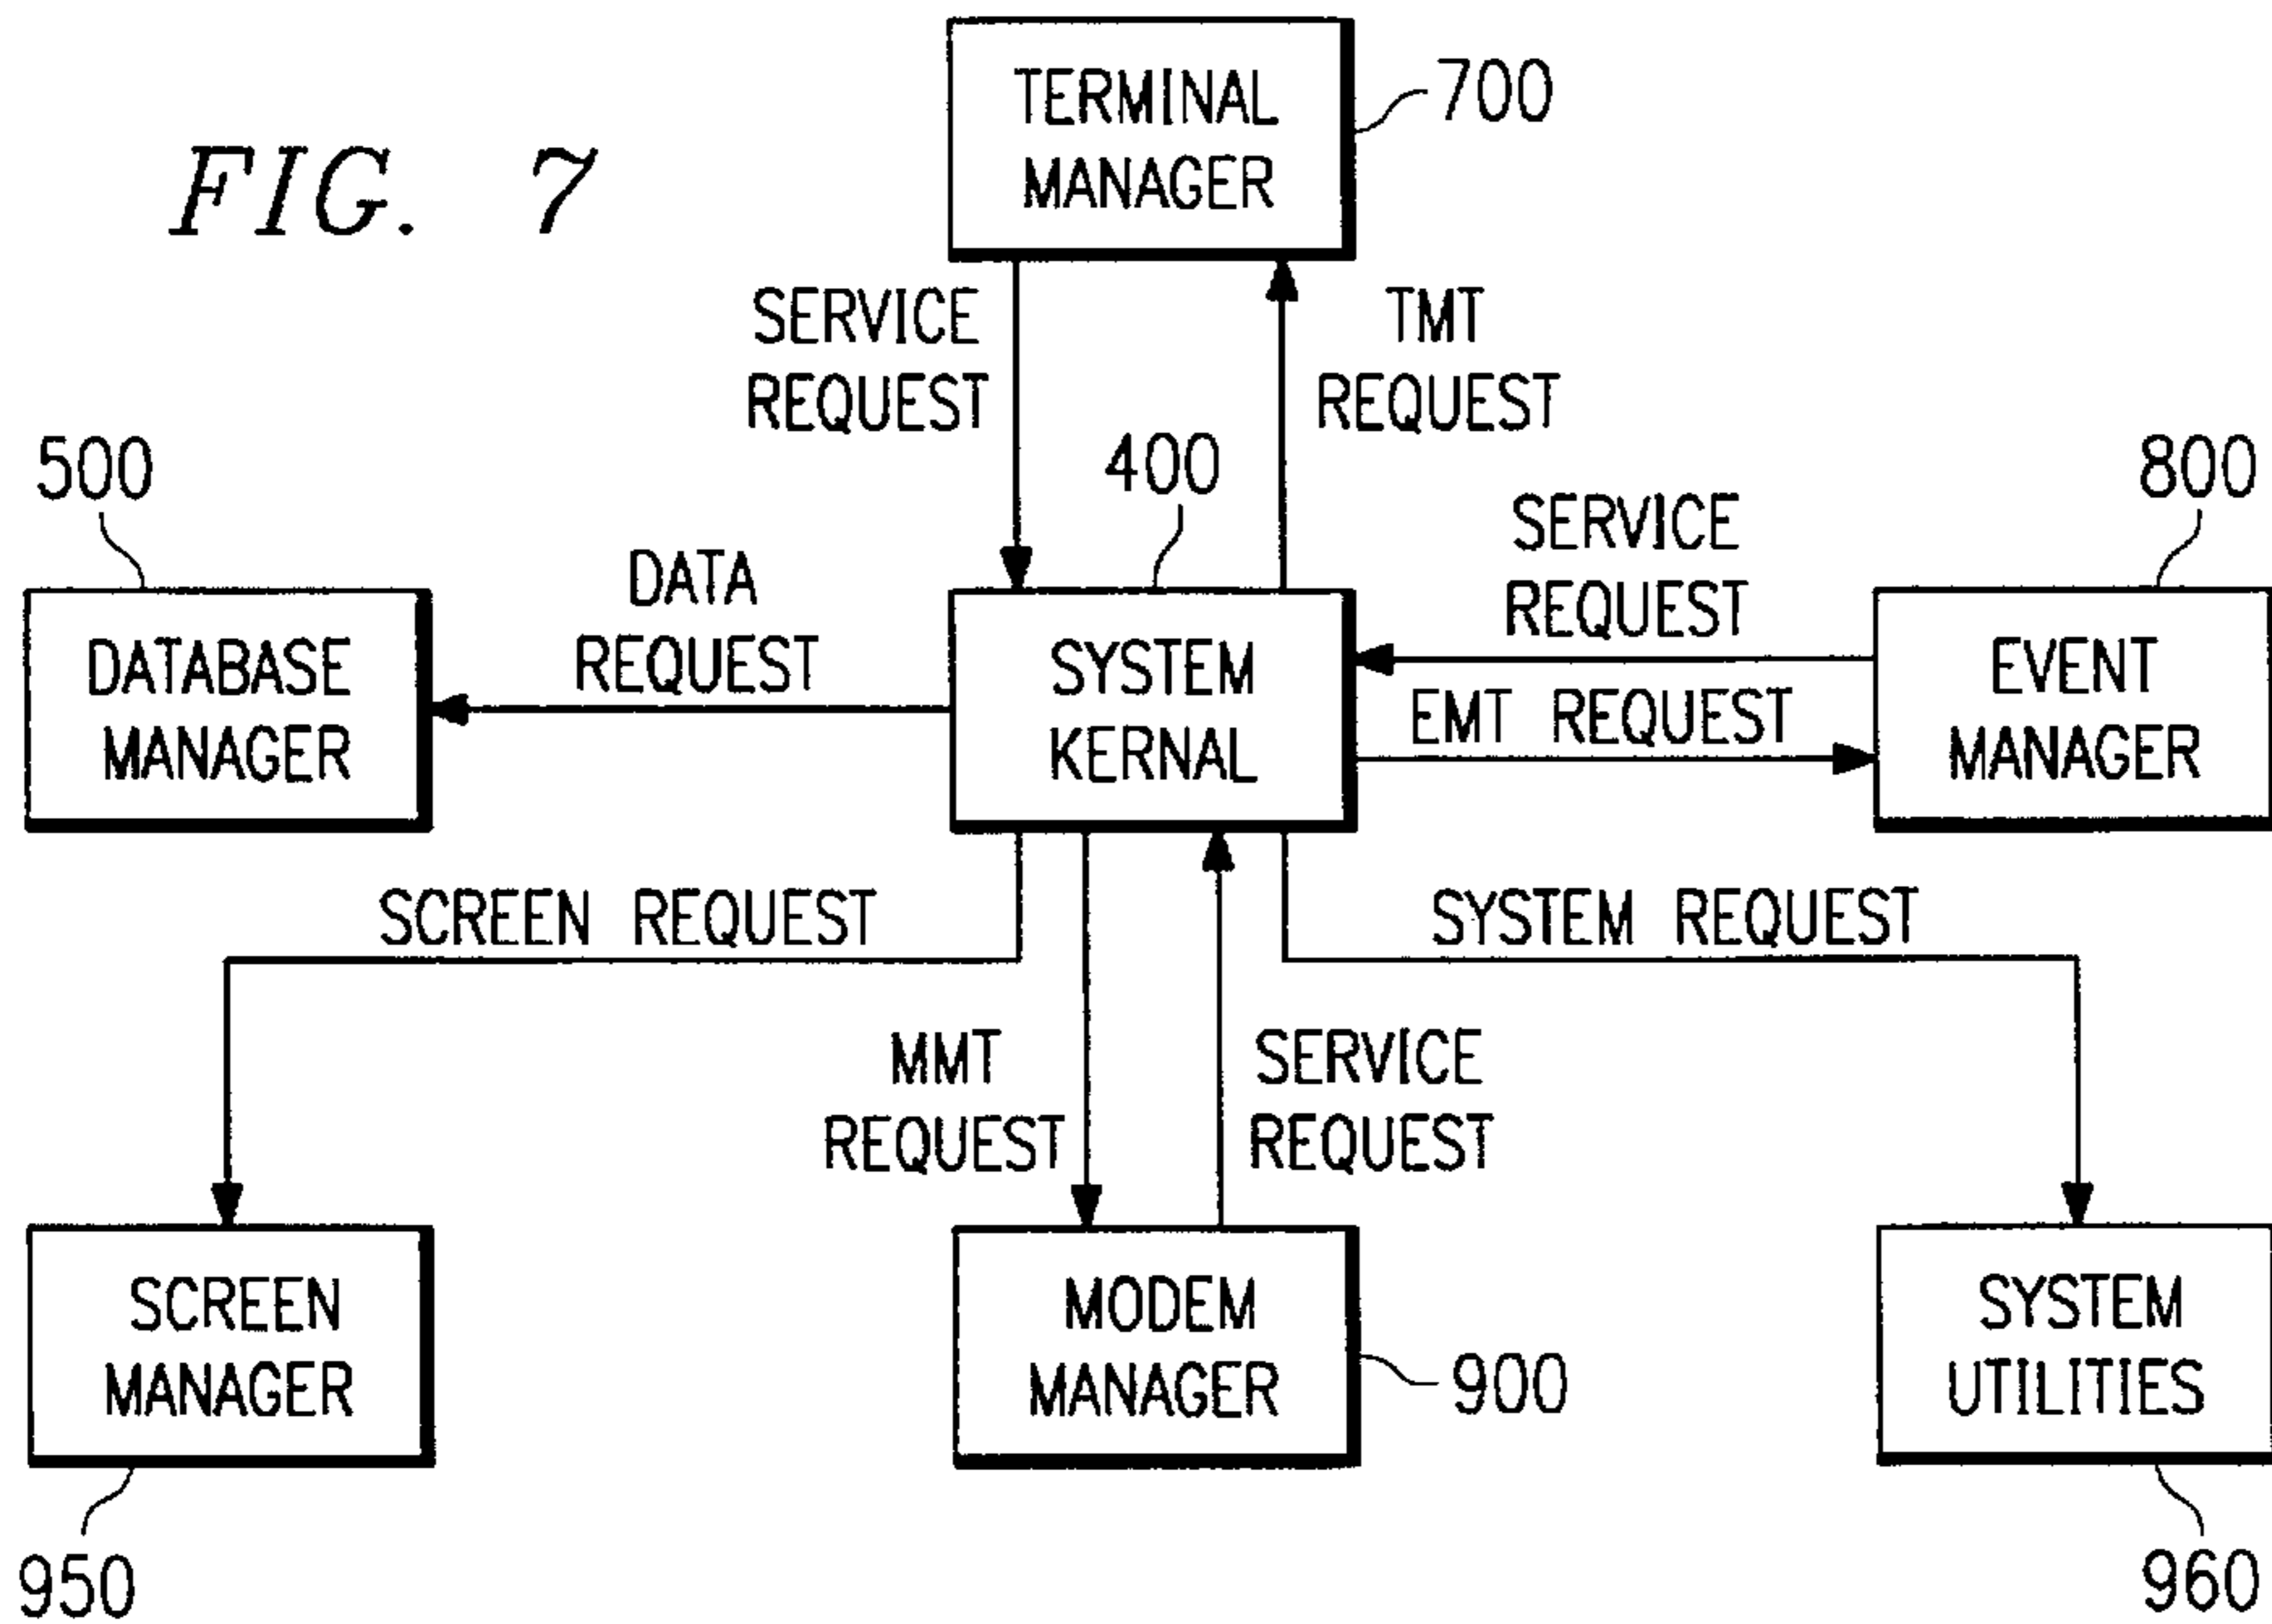 FIG. 7
TERMINAL
MANAGER
700
SERVICE
REQUEST
TMT
REQUEST
500
400
800
DATABASE
MANAGER
DATA
REQUEST
SYSTEM
KERNAL
SERVICE
REQUEST
EMT REQUEST
EVENT
MANAGER
SCREEN REQUEST
SYSTEM REQUEST
MMT
REQUEST
SERVICE
REQUEST
SCREEN
MANAGER
MODEM
MANAGER
900
SYSTEM
UTILITIES
950
960